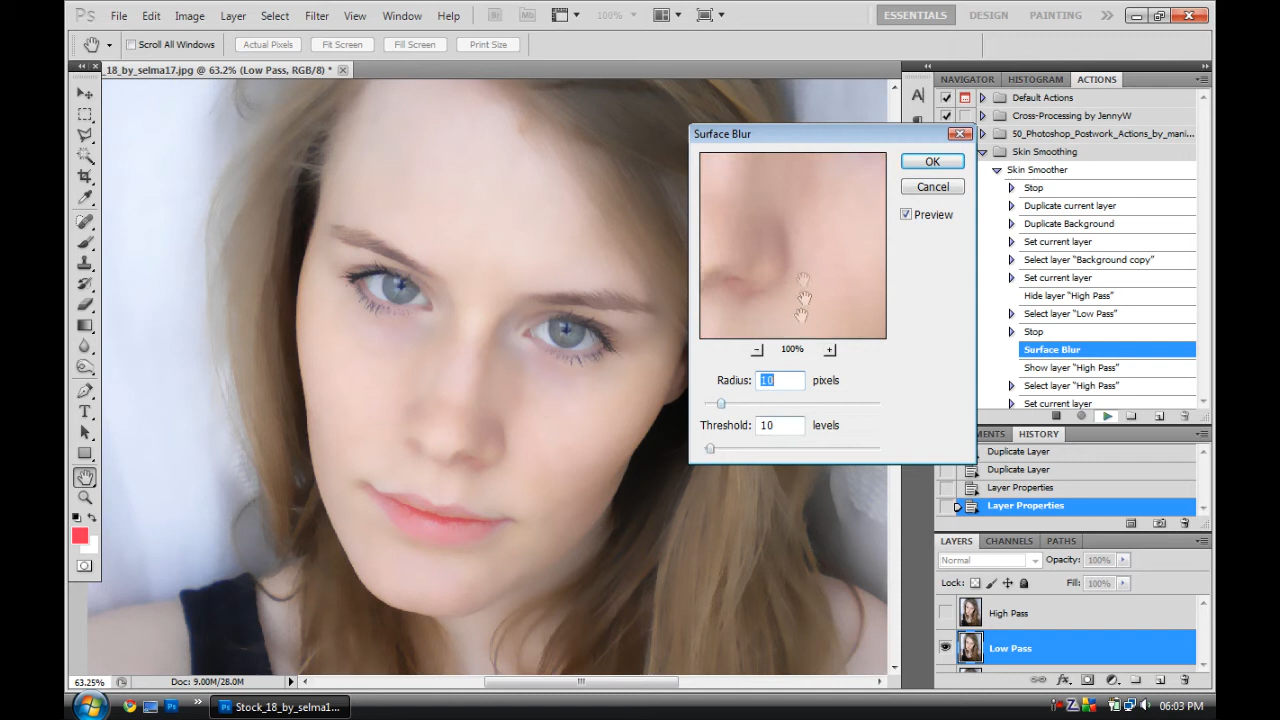 Ps File Edit Image Layer Select Filter View Window Help Br Mb 100% ESSENTIALS DESIGN PAINTING
Scroll All Windows Actual Pixels Fit Screen Fill Screen Print Size
_18_by_selma17.jpg @ 63.2% (Low Pass, RGB/8) *
NAVIGATOR HISTOGRAM ACTIONS
Default Actions
Cross-Processing by JennyW
50_Photoshop_Postwork_Actions_by_mani...
Skin Smoothing
Skin Smoother
Stop
Duplicate current layer
Duplicate Background
Set current layer
Select layer “Background copy”
Set current layer
Hide layer “High Pass”
Select layer “Low Pass”
Stop
Surface Blur
Show layer “High Pass”
Select layer “High Pass”
Set current layer
Surface Blur
OK
Cancel
Preview
100%
Radius: 10 pixels
Threshold: 10 levels
MENTS HISTORY
Duplicate Layer
Duplicate Layer
Layer Properties
Layer Properties
LAYERS CHANNELS PATHS
Normal Opacity: 100%
Lock: Fill: 100%
High Pass
Low Pass
63.25% Doc: 9.00M/28.0M
Stock_18_by_selma1... 06:03 PM